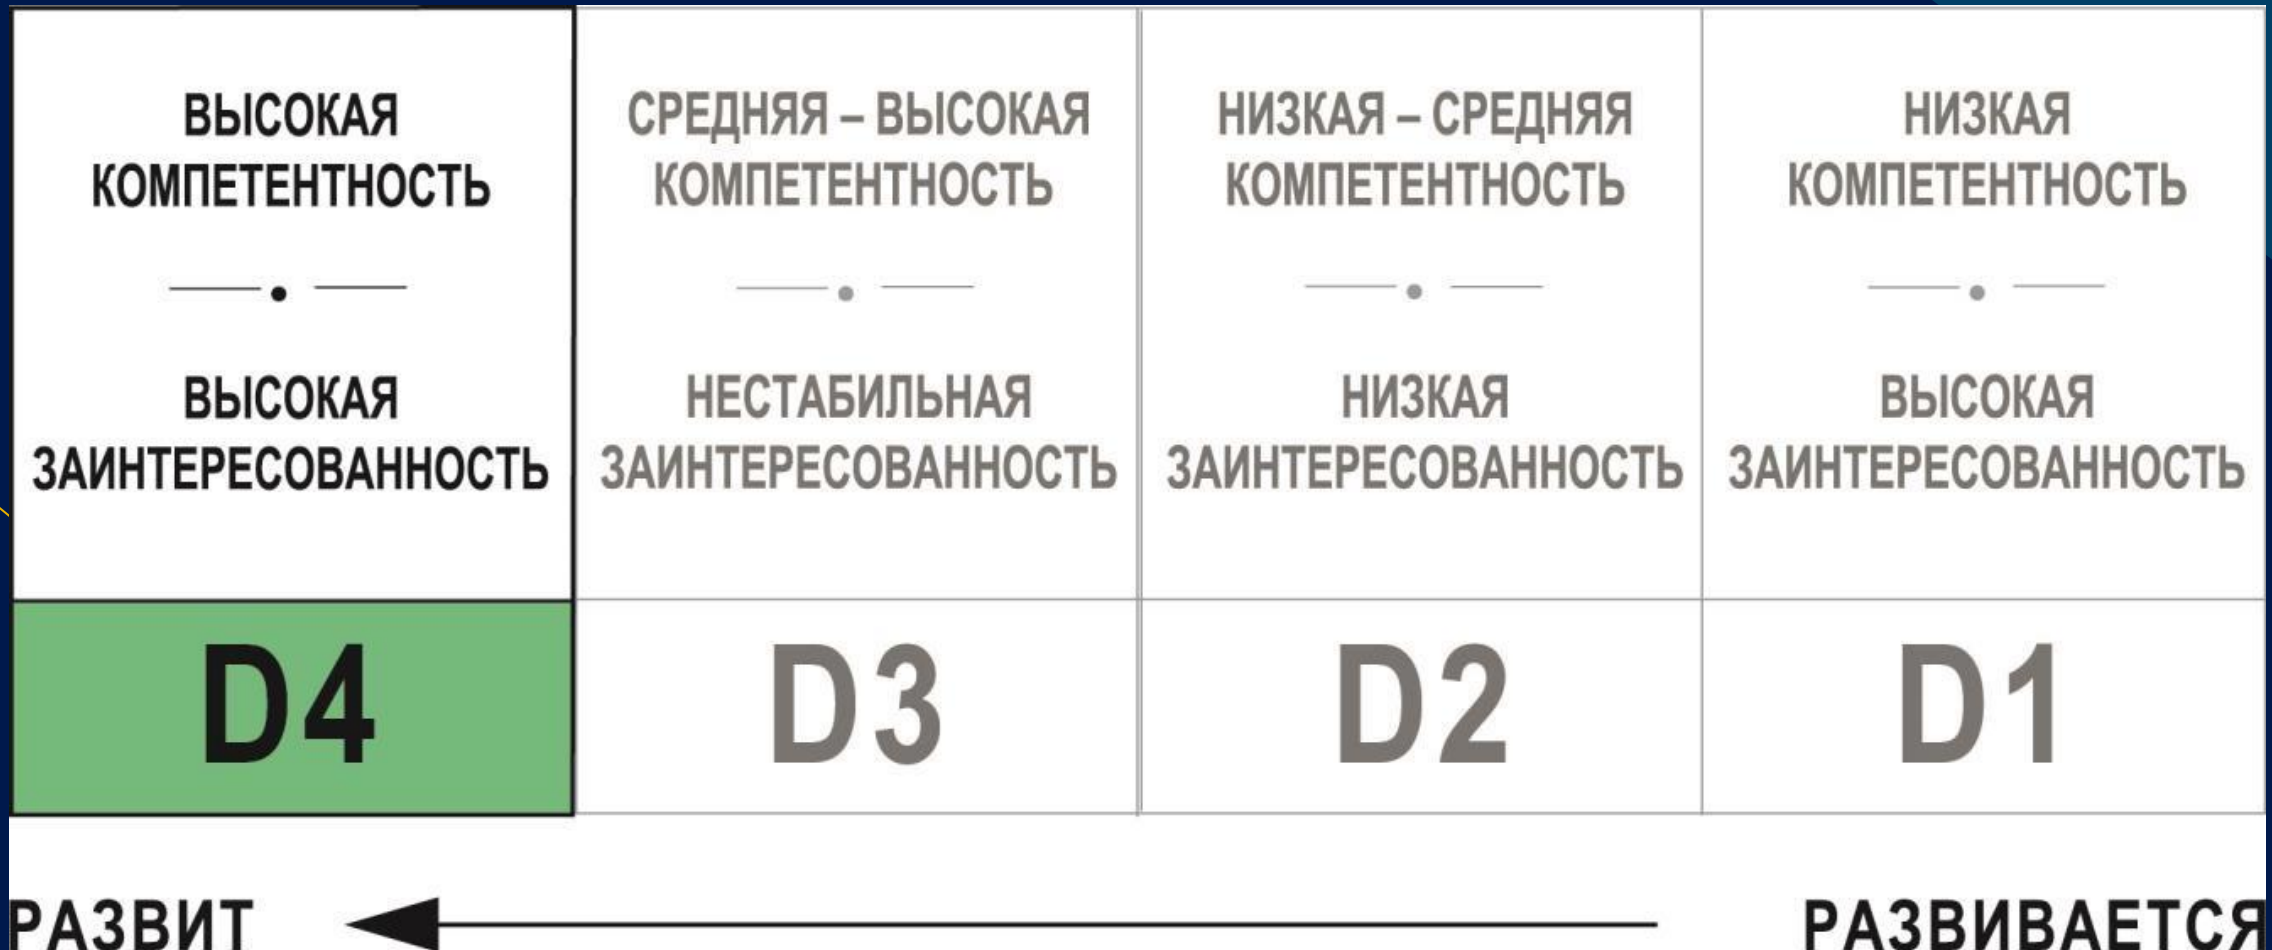 ВЫСОКАЯ
КОМПЕТЕНТНОСТЬ
ВЫСОКАЯ
ЗАИНТЕРЕСОВАННОСТЬ
D4
СРЕДНЯЯ – ВЫСОКАЯ
КОМПЕТЕНТНОСТЬ
НЕСТАБИЛЬНАЯ
ЗАИНТЕРЕСОВАННОСТЬ
D3
НИЗКАЯ – СРЕДНЯЯ
КОМПЕТЕНТНОСТЬ
НИЗКАЯ
ЗАИНТЕРЕСОВАННОСТЬ
D2
НИЗКАЯ
КОМПЕТЕНТНОСТЬ
ВЫСОКАЯ
ЗАИНТЕРЕСОВАННОСТЬ
D1
РАЗВИТ
РАЗВИВАЕТСЯ